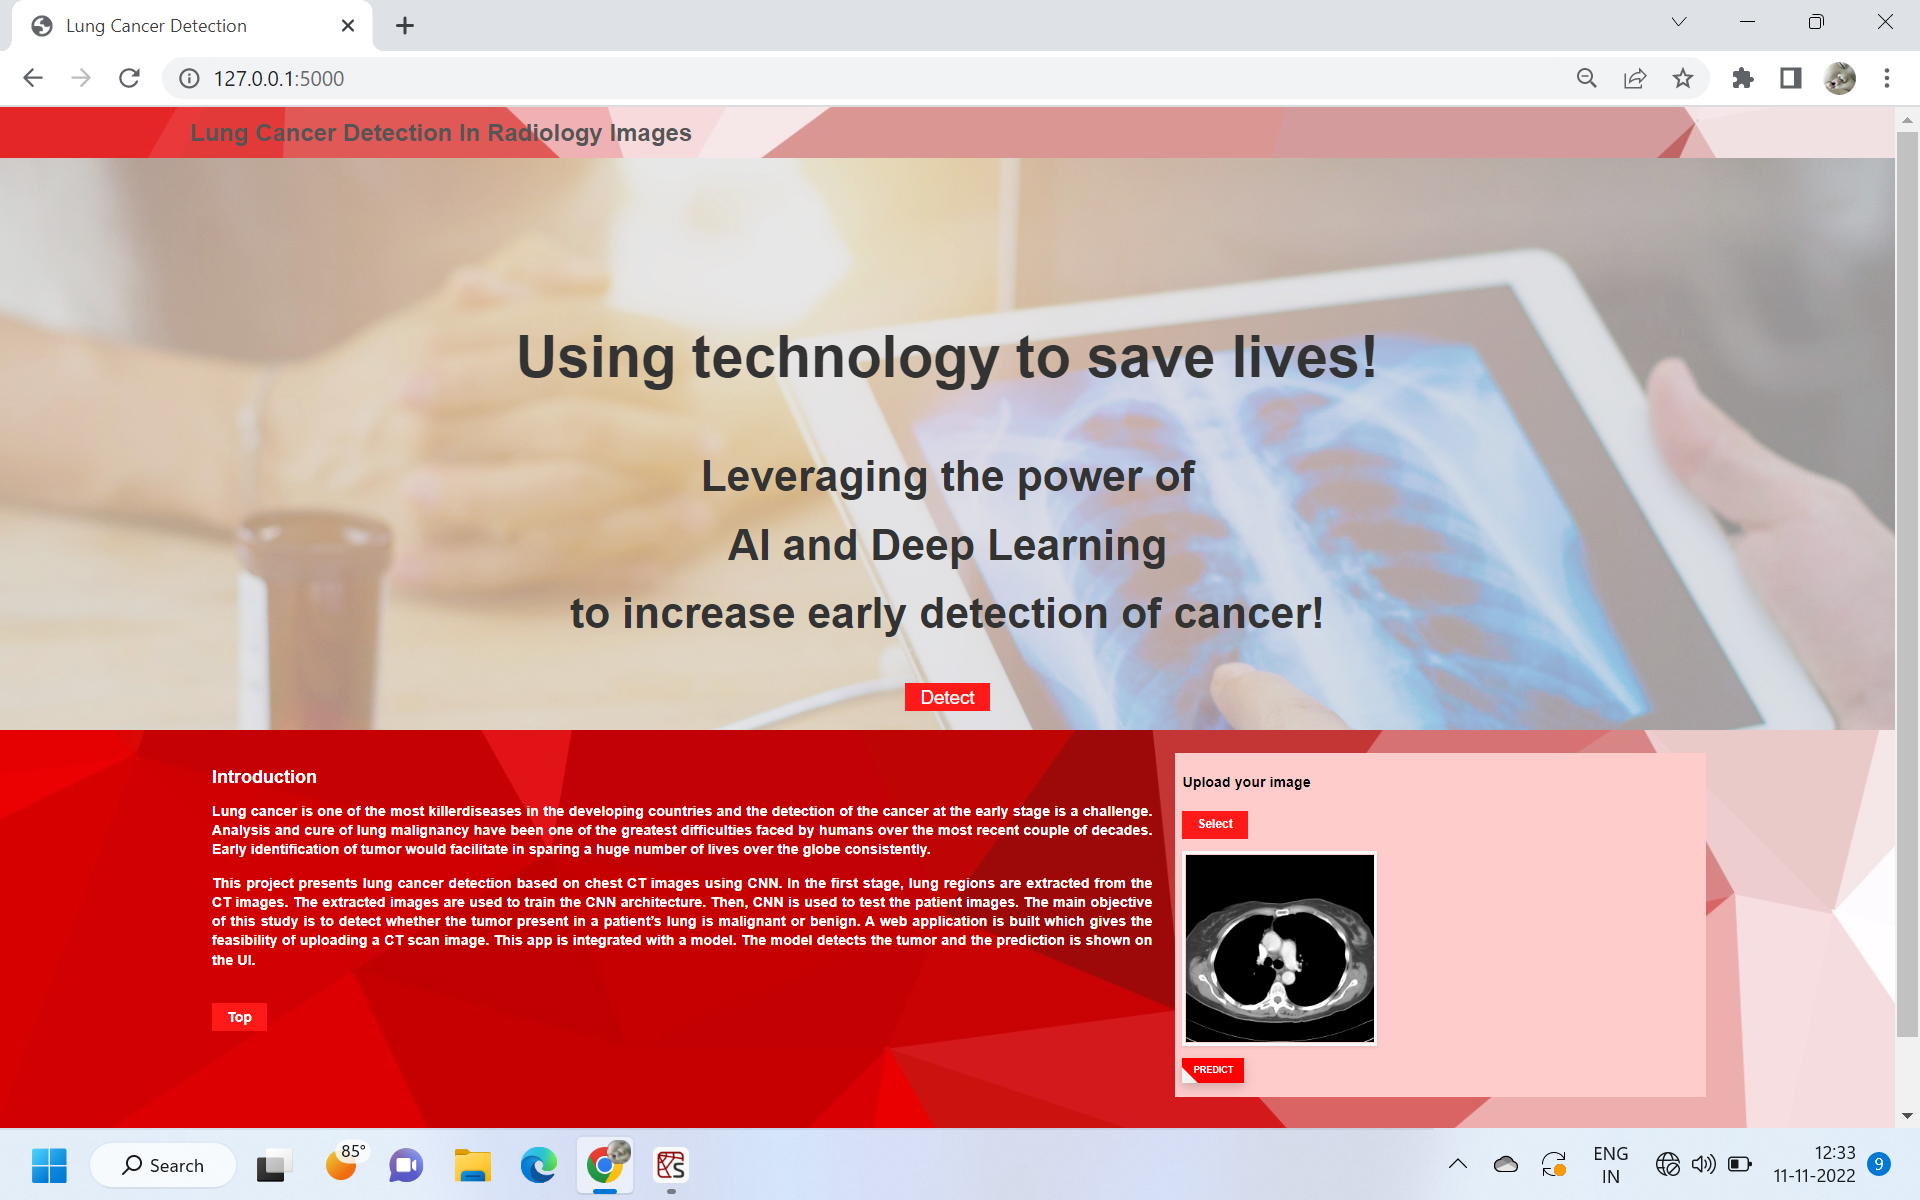 Lung Cancer Detection
127.0.0.1:5000
Lung Cancer Detection In Radiology Images
Using technology to save lives!
Leveraging the power of
AI and Deep Learning
to increase early detection of cancer!
Detect
Introduction
Lung cancer is one of the most killerdiseases in the developing countries and the detection of the cancer at the early stage is a challenge.
Analysis and cure of lung malignancy have been one of the greatest difficulties faced by humans over the most recent couple of decades.
Early identification of tumor would facilitate in sparing a huge number of lives over the globe consistently.
This project presents lung cancer detection based on chest CT images using CNN. In the first stage, lung regions are extracted from the
CT images. The extracted images are used to train the CNN architecture. Then, CNN is used to test the patient images. The main objective
of this study is to detect whether the tumor present in a patient's lung is malignant or benign. A web application is built which gives the
feasibility of uploading a CT scan image. This app is integrated with a model. The model detects the tumor and the prediction is shown on
the UI.
Top
Upload your image
Select
PREDICT
Search
85°
S
ENG
IN
12:33
11-11-2022
9